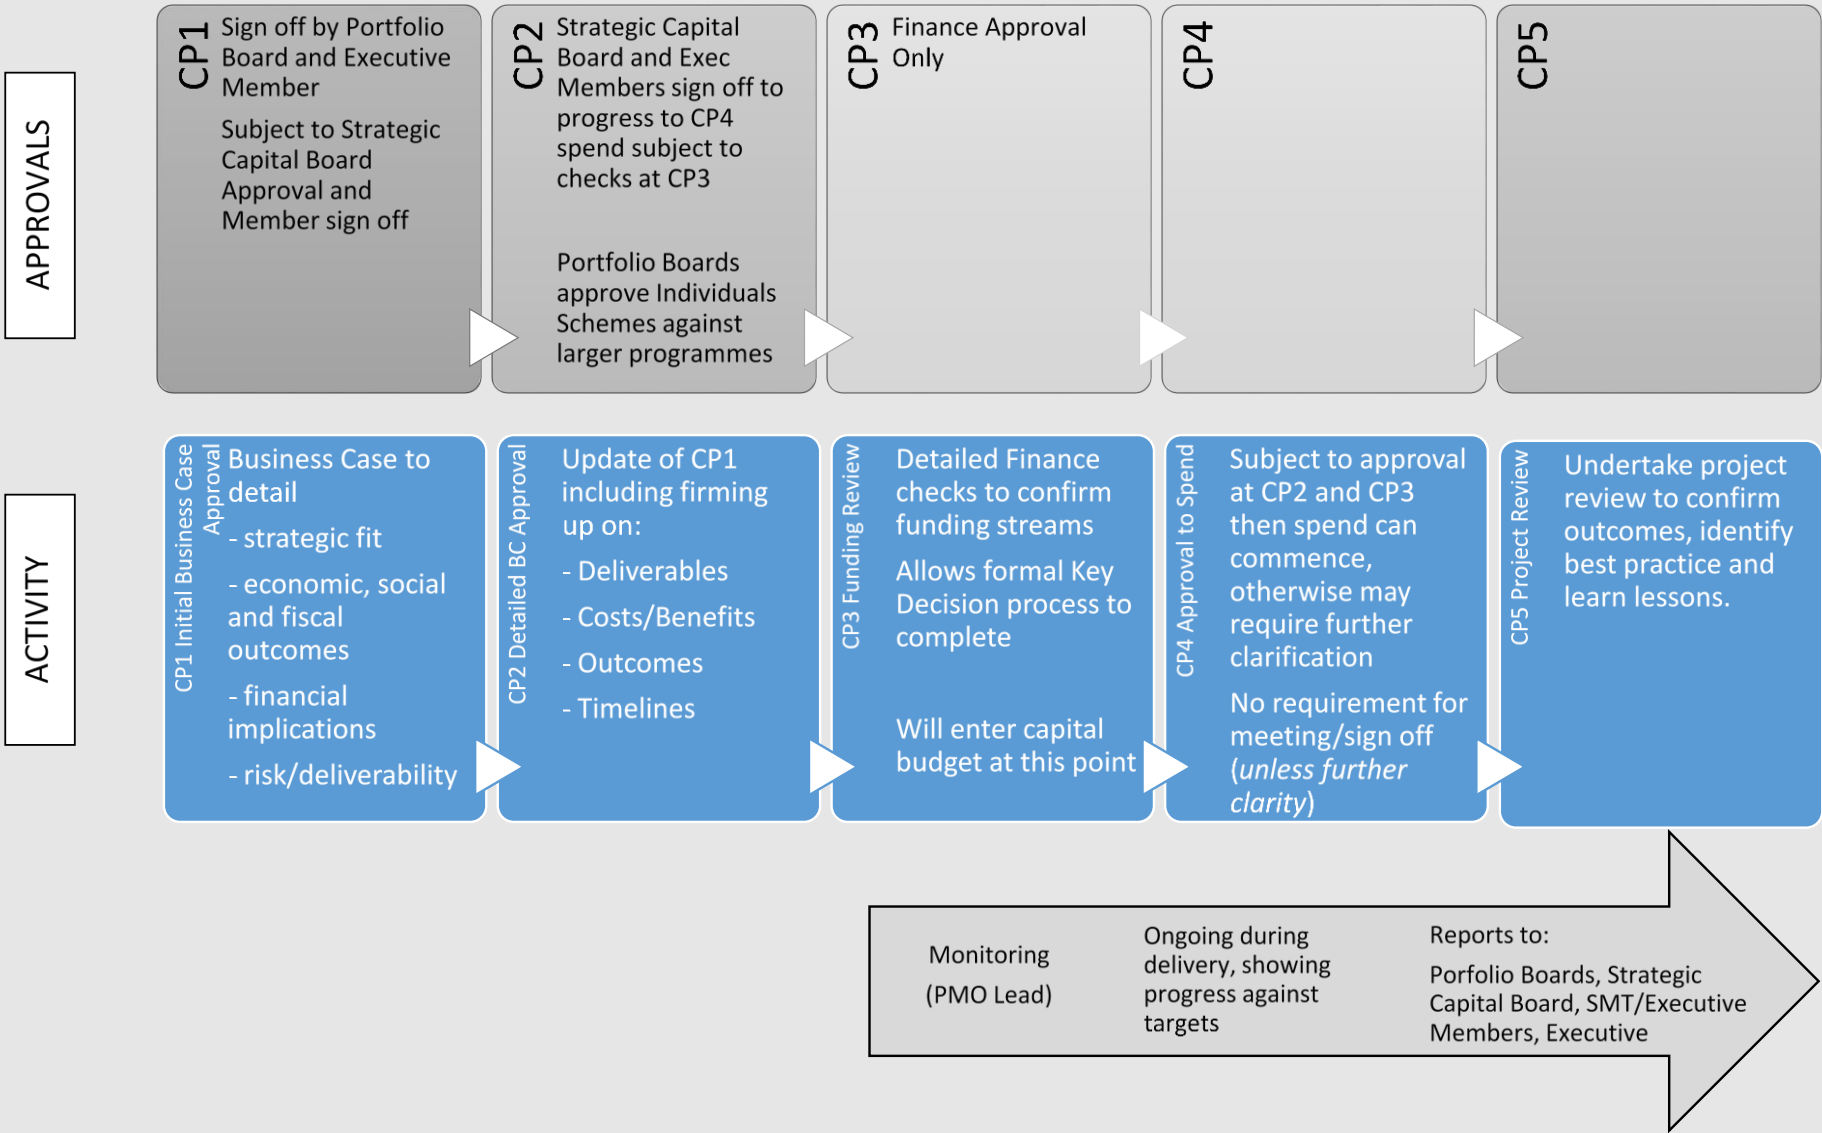 APPROVALS
CP1
Sign off by Portfolio
Board and Executive
Member
Subject to Strategic
Capital Board
Approval and
Member sign off
CP2
Strategic Capital
Board and Exec
Members sign off to
progress to CP4
spend subject to
checks at CP3
Portfolio Boards
approve Individuals
Schemes against
larger programmes
CP3
Finance Approval
Only
CP4
CP5
ACTIVITY
CP1 Initial Business Case
Approval
Business Case to
detail
- strategic fit
- economic, social
and fiscal
outcomes
- financial
implications
- risk/deliverability
CP2 Detailed BC Approval
Update of CP1
including firming
up on:
- Deliverables
- Costs/Benefits
- Outcomes
- Timelines
CP3 Funding Review
Detailed Finance
checks to confirm
funding streams
Allows formal Key
Decision process to
complete
Will enter capital
budget at this point
CP4 Approval to Spend
Subject to approval
at CP2 and CP3
then spend can
commence,
otherwise may
require further
clarification
No requirement for
meeting/sign off
(unless further
clarity)
CP5 Project Review
Undertake project
review to confirm
outcomes, identify
best practice and
learn lessons.
Monitoring
(PMO Lead)
Ongoing during
delivery, showing
progress against
targets
Reports to:
Porfolio Boards, Strategic
Capital Board, SMT/Executive
Members, Executive